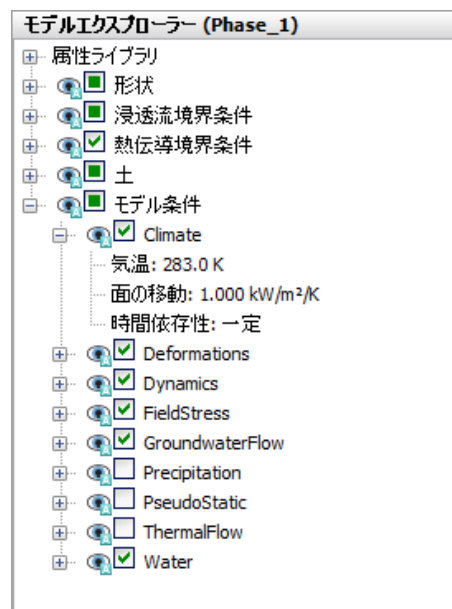 モデルエクスプローラー (Phase_1)
属性ライブラリ
形状
浸透流境界条件
熱伝導境界条件
土
モデル条件
Climate
気温: 283.0 K
面の移動: 1.000 kW/m²/K
時間依存性: 一定
Deformations
Dynamics
FieldStress
GroundwaterFlow
Precipitation
PseudoStatic
ThermalFlow
Water